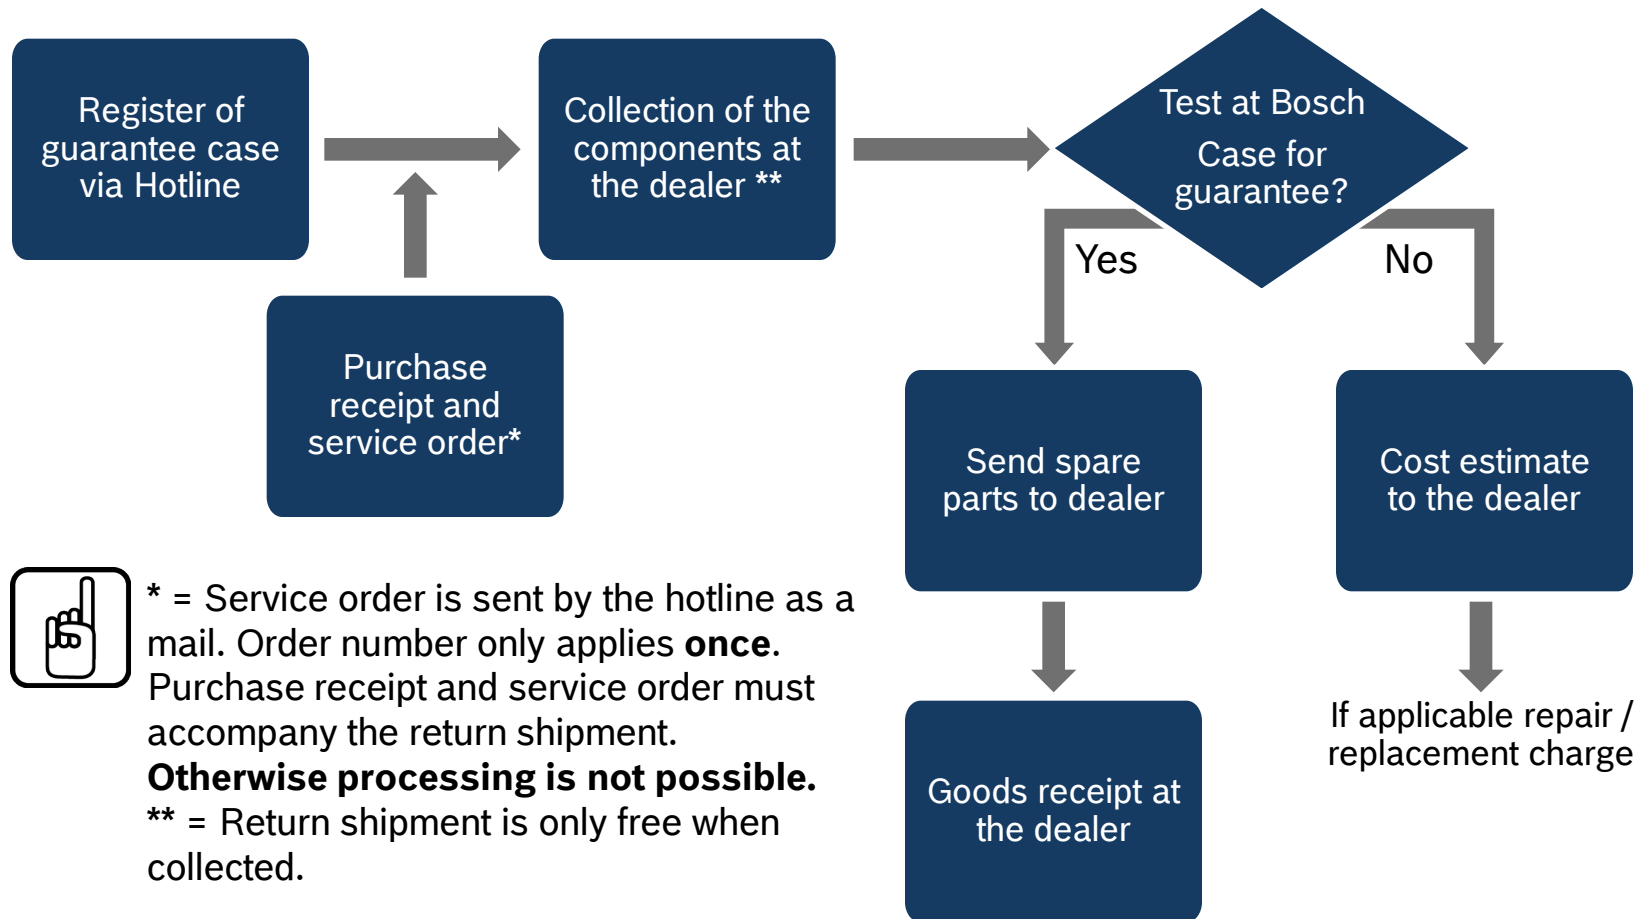 Register of
guarantee case
via Hotline
Collection of the
components at
the dealer **
Test at Bosch
Case for
guarantee?
Yes
No
Purchase
receipt and
service order*
Send spare
parts to dealer
Cost estimate
to the dealer
* = Service order is sent by the hotline as a
mail. Order number only applies once.
Purchase receipt and service order must
accompany the return shipment.
Otherwise processing is not possible.
** = Return shipment is only free when
collected.
Goods receipt at
the dealer
If applicable repair /
replacement charge